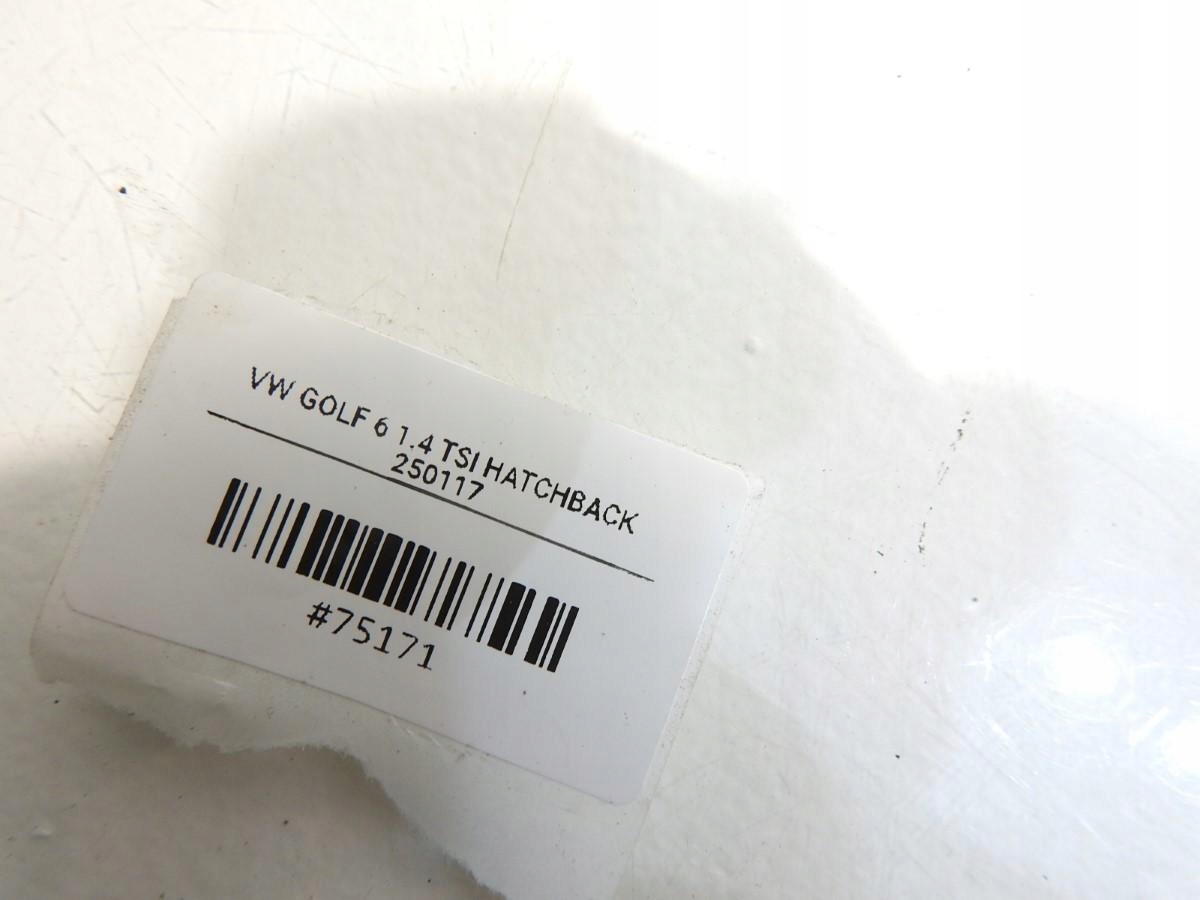 VW GOLF 6 1.4 TSI HATCHBACK
250117
#75171